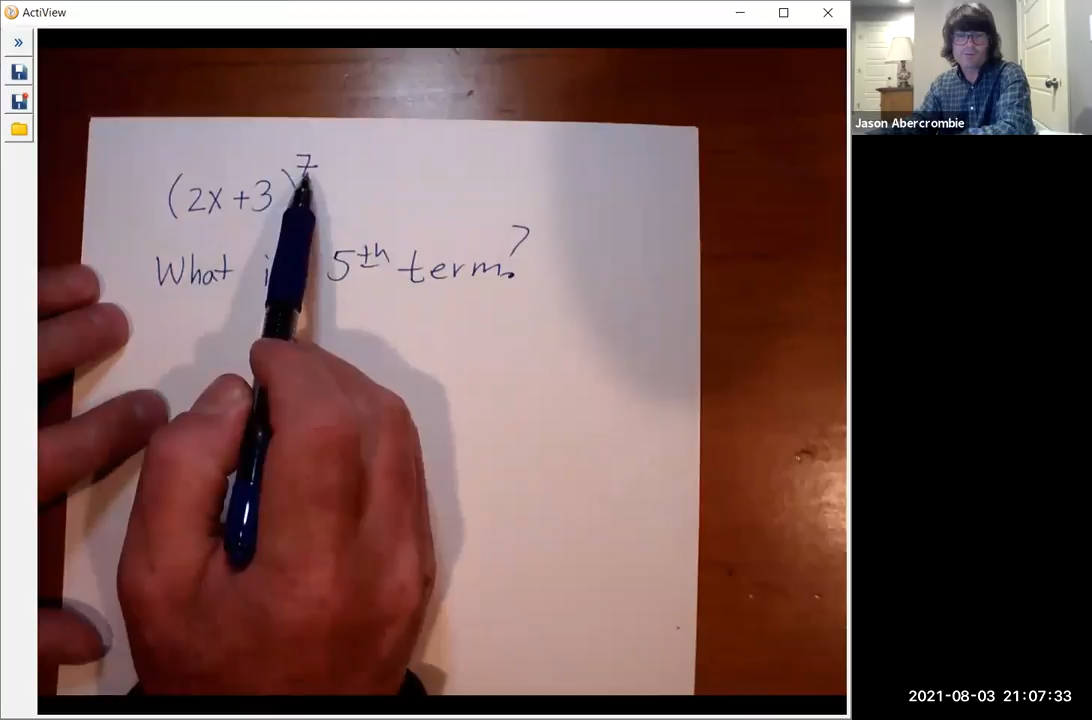 ActiView
Jason Abercrombie
(2x+3)⁷
What 5th term?
2021-08-03 21:07:33